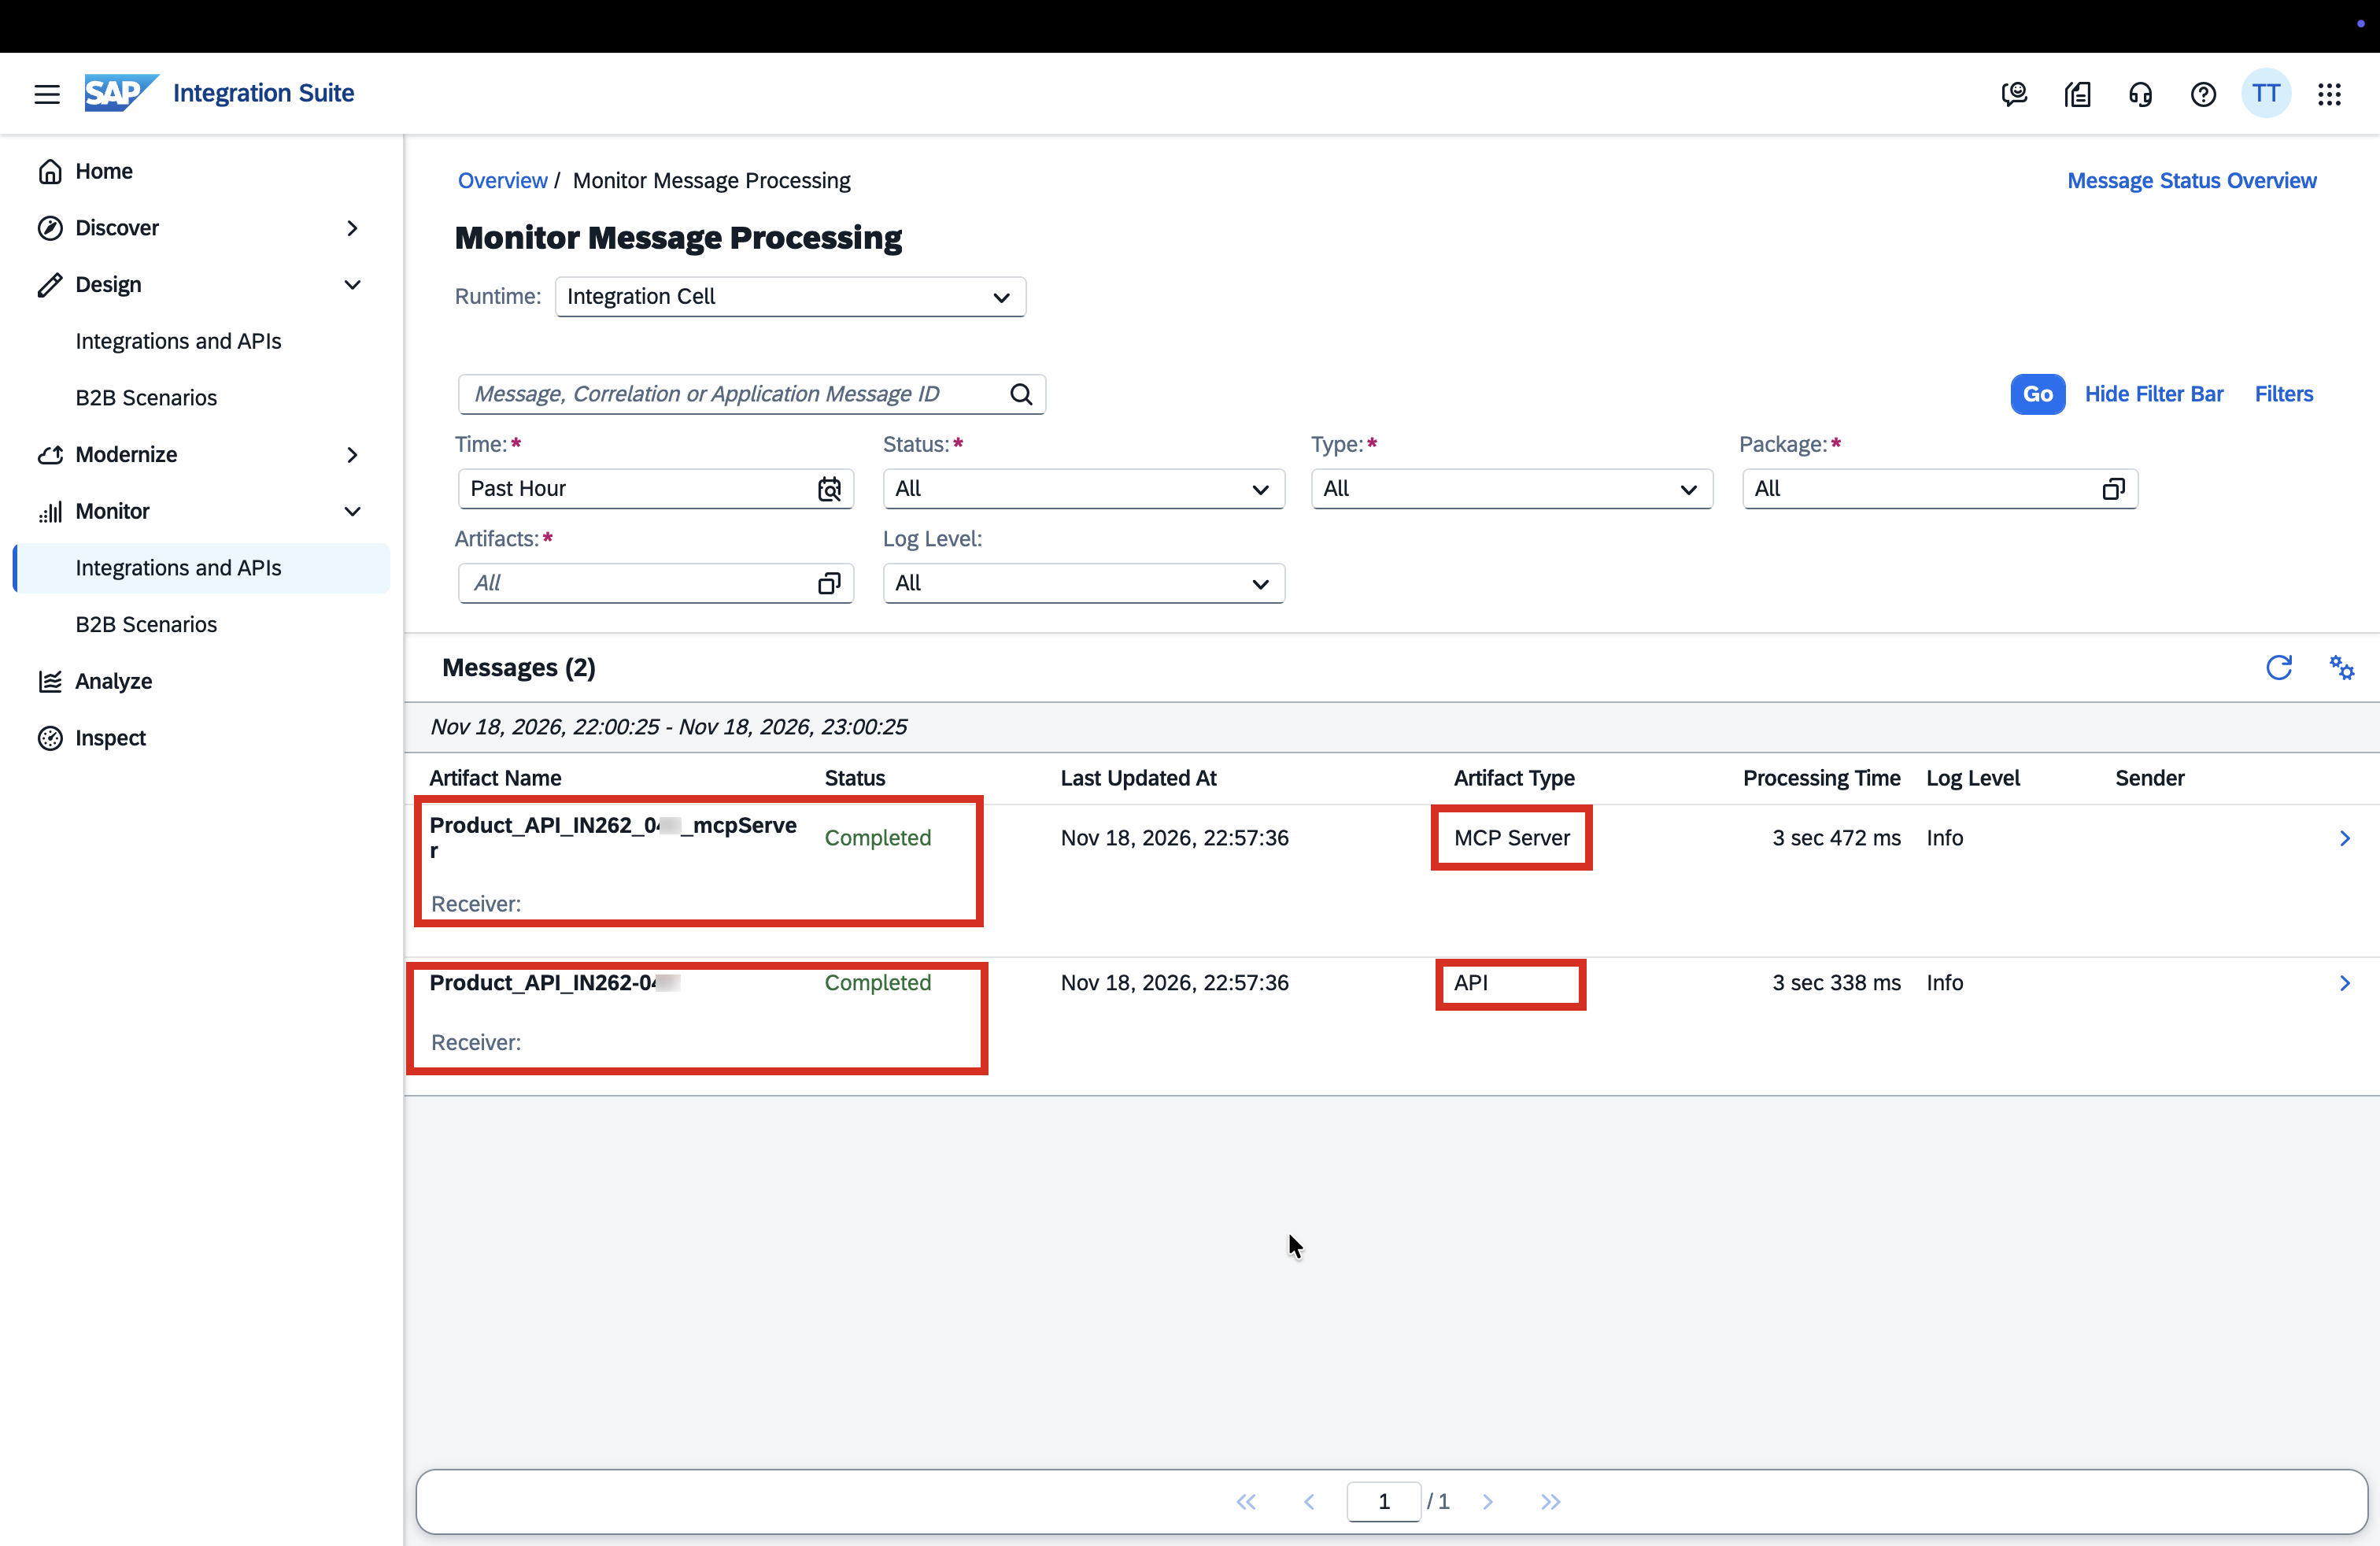 SAP Integration Suite
TT
Home
Discover
Design
Integrations and APIs
B2B Scenarios
Modernize
Monitor
Integrations and APIs
B2B Scenarios
Analyze
Inspect
Overview / Monitor Message Processing
Message Status Overview
Monitor Message Processing
Runtime: Integration Cell
Message, Correlation or Application Message ID
Go Hide Filter Bar Filters
Time:* Status:* Type:* Package:*
Past Hour All All All
Artifacts:* Log Level:
All All
Messages (2)
Nov 18, 2026, 22:00:25 - Nov 18, 2026, 23:00:25
Artifact Name Status Last Updated At Artifact Type Processing Time Log Level Sender
Product_API_IN262_04 _mcpServe
r
Completed Nov 18, 2026, 22:57:36 MCP Server 3 sec 472 ms Info
Receiver:
Product_API_IN262-04 Completed Nov 18, 2026, 22:57:36 API 3 sec 338 ms Info
Receiver:
1 / 1